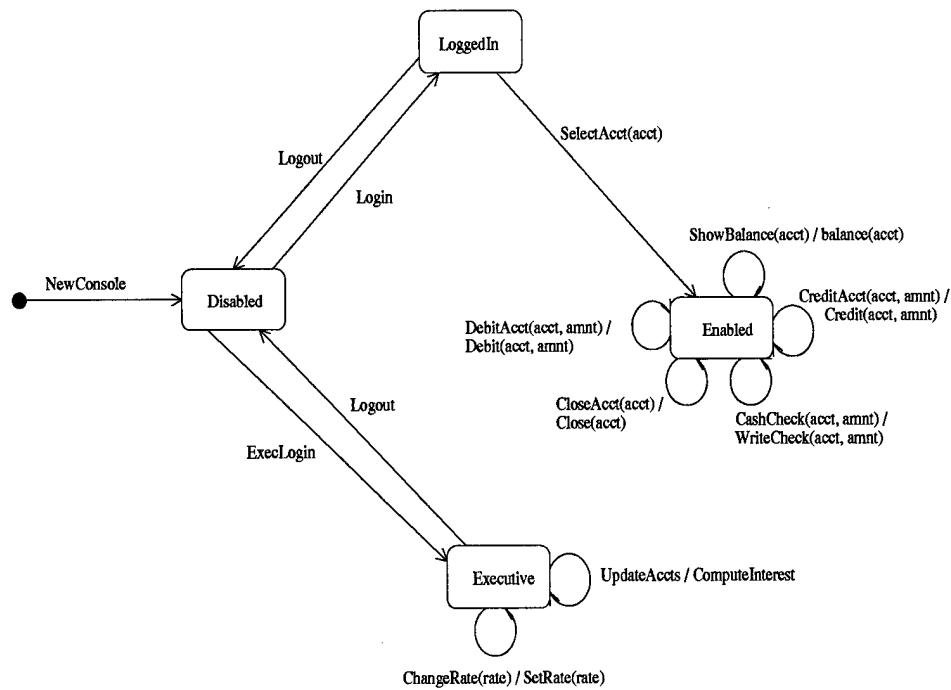 LoggedIn
SelectAcct(acct)
Logout
Login
ShowBalance(acct) / balance(acct)
NewConsole
Disabled
CreditAcct(acct, amnt) /
Credit(acct, amnt)
DebitAcct(acct, amnt) /
Debit(acct, amnt)
Enabled
CloseAcct(acct) /
Close(acct)
CashCheck(acct, amnt) /
WriteCheck(acct, amnt)
Logout
ExecLogin
Executive
UpdateAccts / ComputeInterest
ChangeRate(rate) / SetRate(rate)